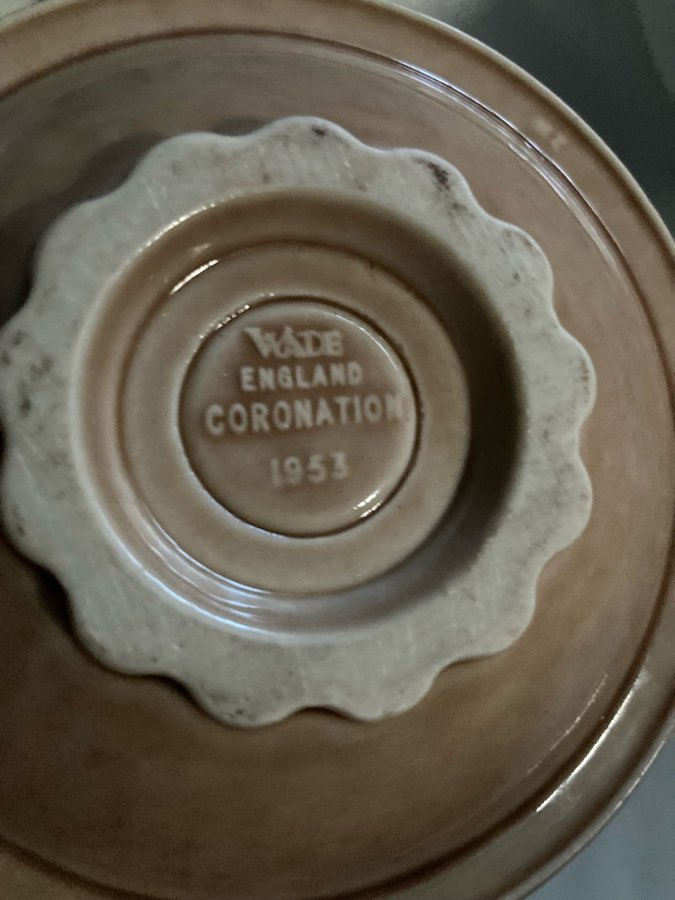 WADE
ENGLAND
CORONATION
1953